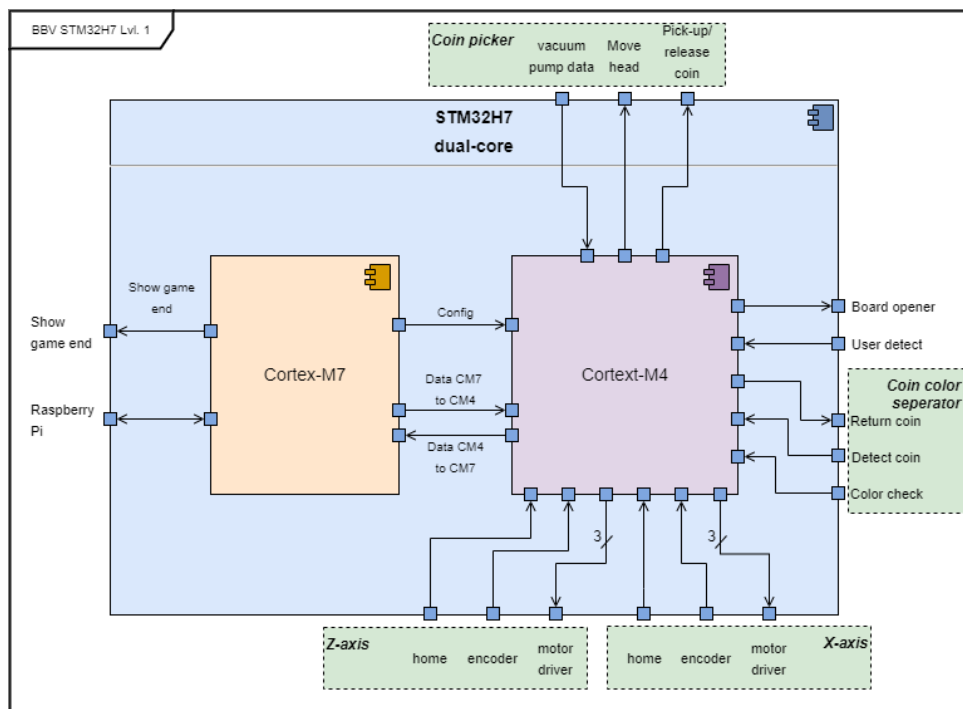 BBV STM32H7 Lvl. 1
Coin picker
vacuum
pump data
Move
head
Pick-up/
release
coin
STM32H7
dual-core
Show game
end
Show
game end
Config
Board opener
User detect
Cortex-M7
Cortext-M4
Data CM7
to CM4
Coin color
seperator
Raspberry
Pi
Return coin
Data CM4
to CM7
Detect coin
Color check
3
3
Z-axis
home
encoder
motor
driver
home
encoder
motor
driver
X-axis